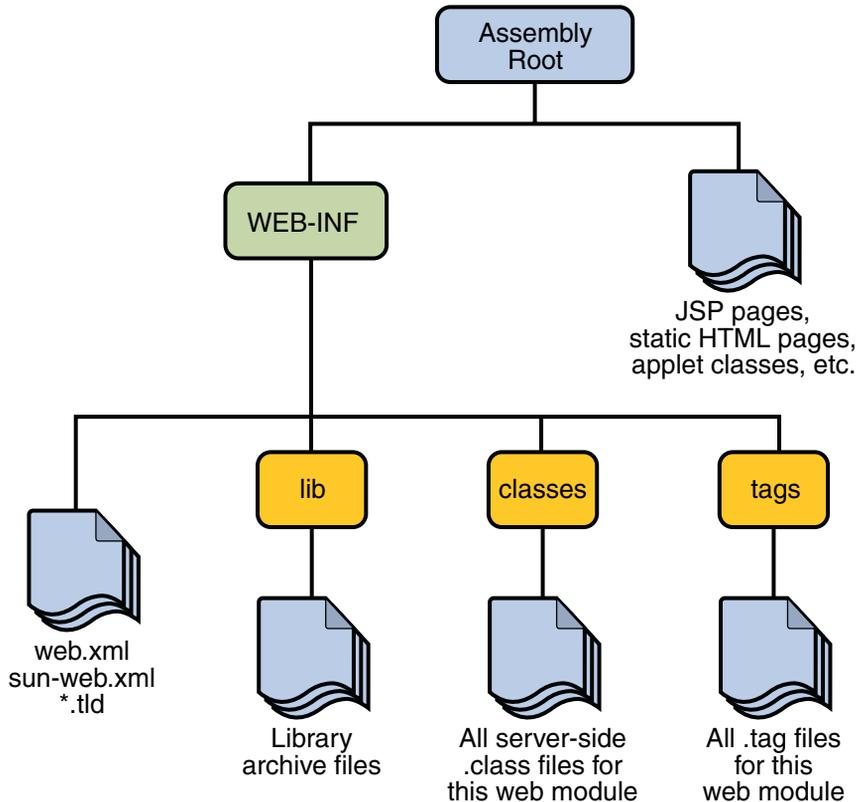 Assembly
Root
WEB-INF
JSP pages,
static HTML pages,
applet classes, etc.
lib
classes
tags
web.xml
sun-web.xml
*.tld
Library
archive files
All server-side
.class files for
this web module
All .tag files
for this
web module